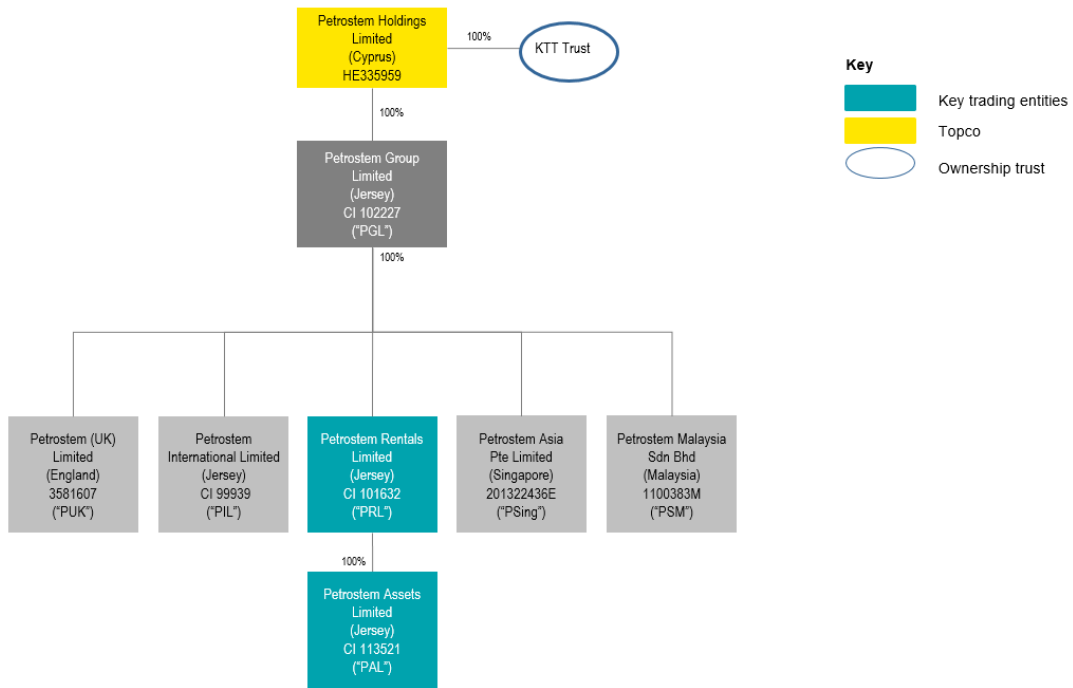 Petrostem Holdings
Limited
(Cyprus)
HE335959
100%
KTT Trust
Key
Key trading entities
Topco
Ownership trust
100%
Petrostem Group
Limited
(Jersey)
CI 102227
("PGL")
100%
Petrostem (UK)
Limited
(England)
3581607
("PUK")
Petrostem
International Limited
(Jersey)
CI 99939
("PIL")
Petrostem Rentals
Limited
(Jersey)
CI 101632
("PRL")
Petrostem Asia
Pte Limited
(Singapore)
201322436E
("PSing")
Petrostem Malaysia
Sdn Bhd
(Malaysia)
1100383M
("PSM")
100%
Petrostem Assets
Limited
(Jersey)
CI 113521
("PAL")